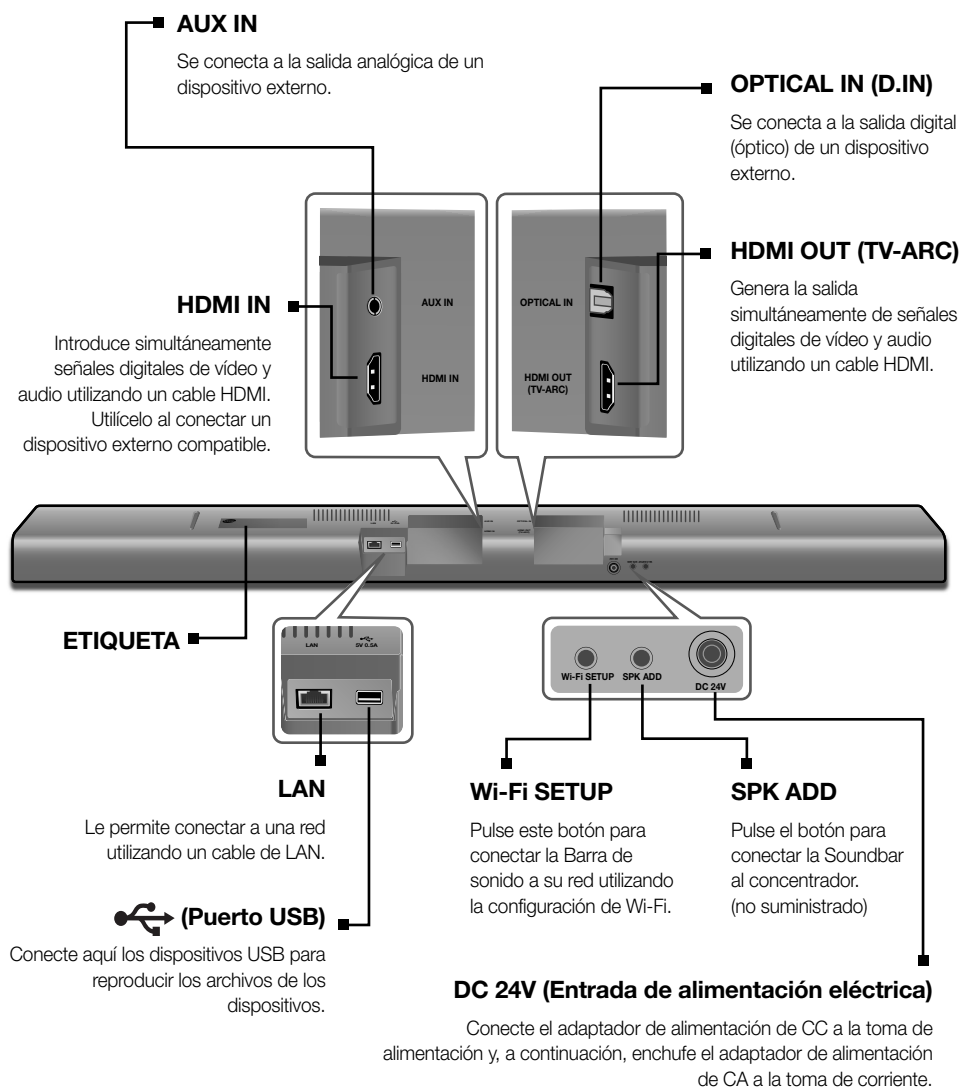 AUX IN
Se conecta a la salida analógica de un
dispositivo externo.
OPTICAL IN (D.IN)
Se conecta a la salida digital
(óptico) de un dispositivo
externo.
HDMI OUT (TV-ARC)
Genera la salida
simultáneamente de señales
digitales de vídeo y audio
utilizando un cable HDMI.
HDMI IN
Introduce simultáneamente
señales digitales de vídeo y
audio utilizando un cable HDMI.
Utilícelo al conectar un
dispositivo externo compatible.
AUX IN
HDMI IN
OPTICAL IN
HDMI OUT
(TV-ARC)
ETIQUETA
LAN
5V 0.5A
Wi-Fi SETUP
SPK ADD
DC 24V
LAN
Le permite conectar a una red
utilizando un cable de LAN.
(Puerto USB)
Conecte aquí los dispositivos USB para
reproducir los archivos de los
dispositivos.
Wi-Fi SETUP
Pulse este botón para
conectar la Barra de
sonido a su red utilizando
la configuración de Wi-Fi.
SPK ADD
Pulse el botón para
conectar la Soundbar
al concentrador.
(no suministrado)
DC 24V (Entrada de alimentación eléctrica)
Conecte el adaptador de alimentación de CC a la toma de
alimentación y, a continuación, enchufe el adaptador de alimentación
de CA a la toma de corriente.